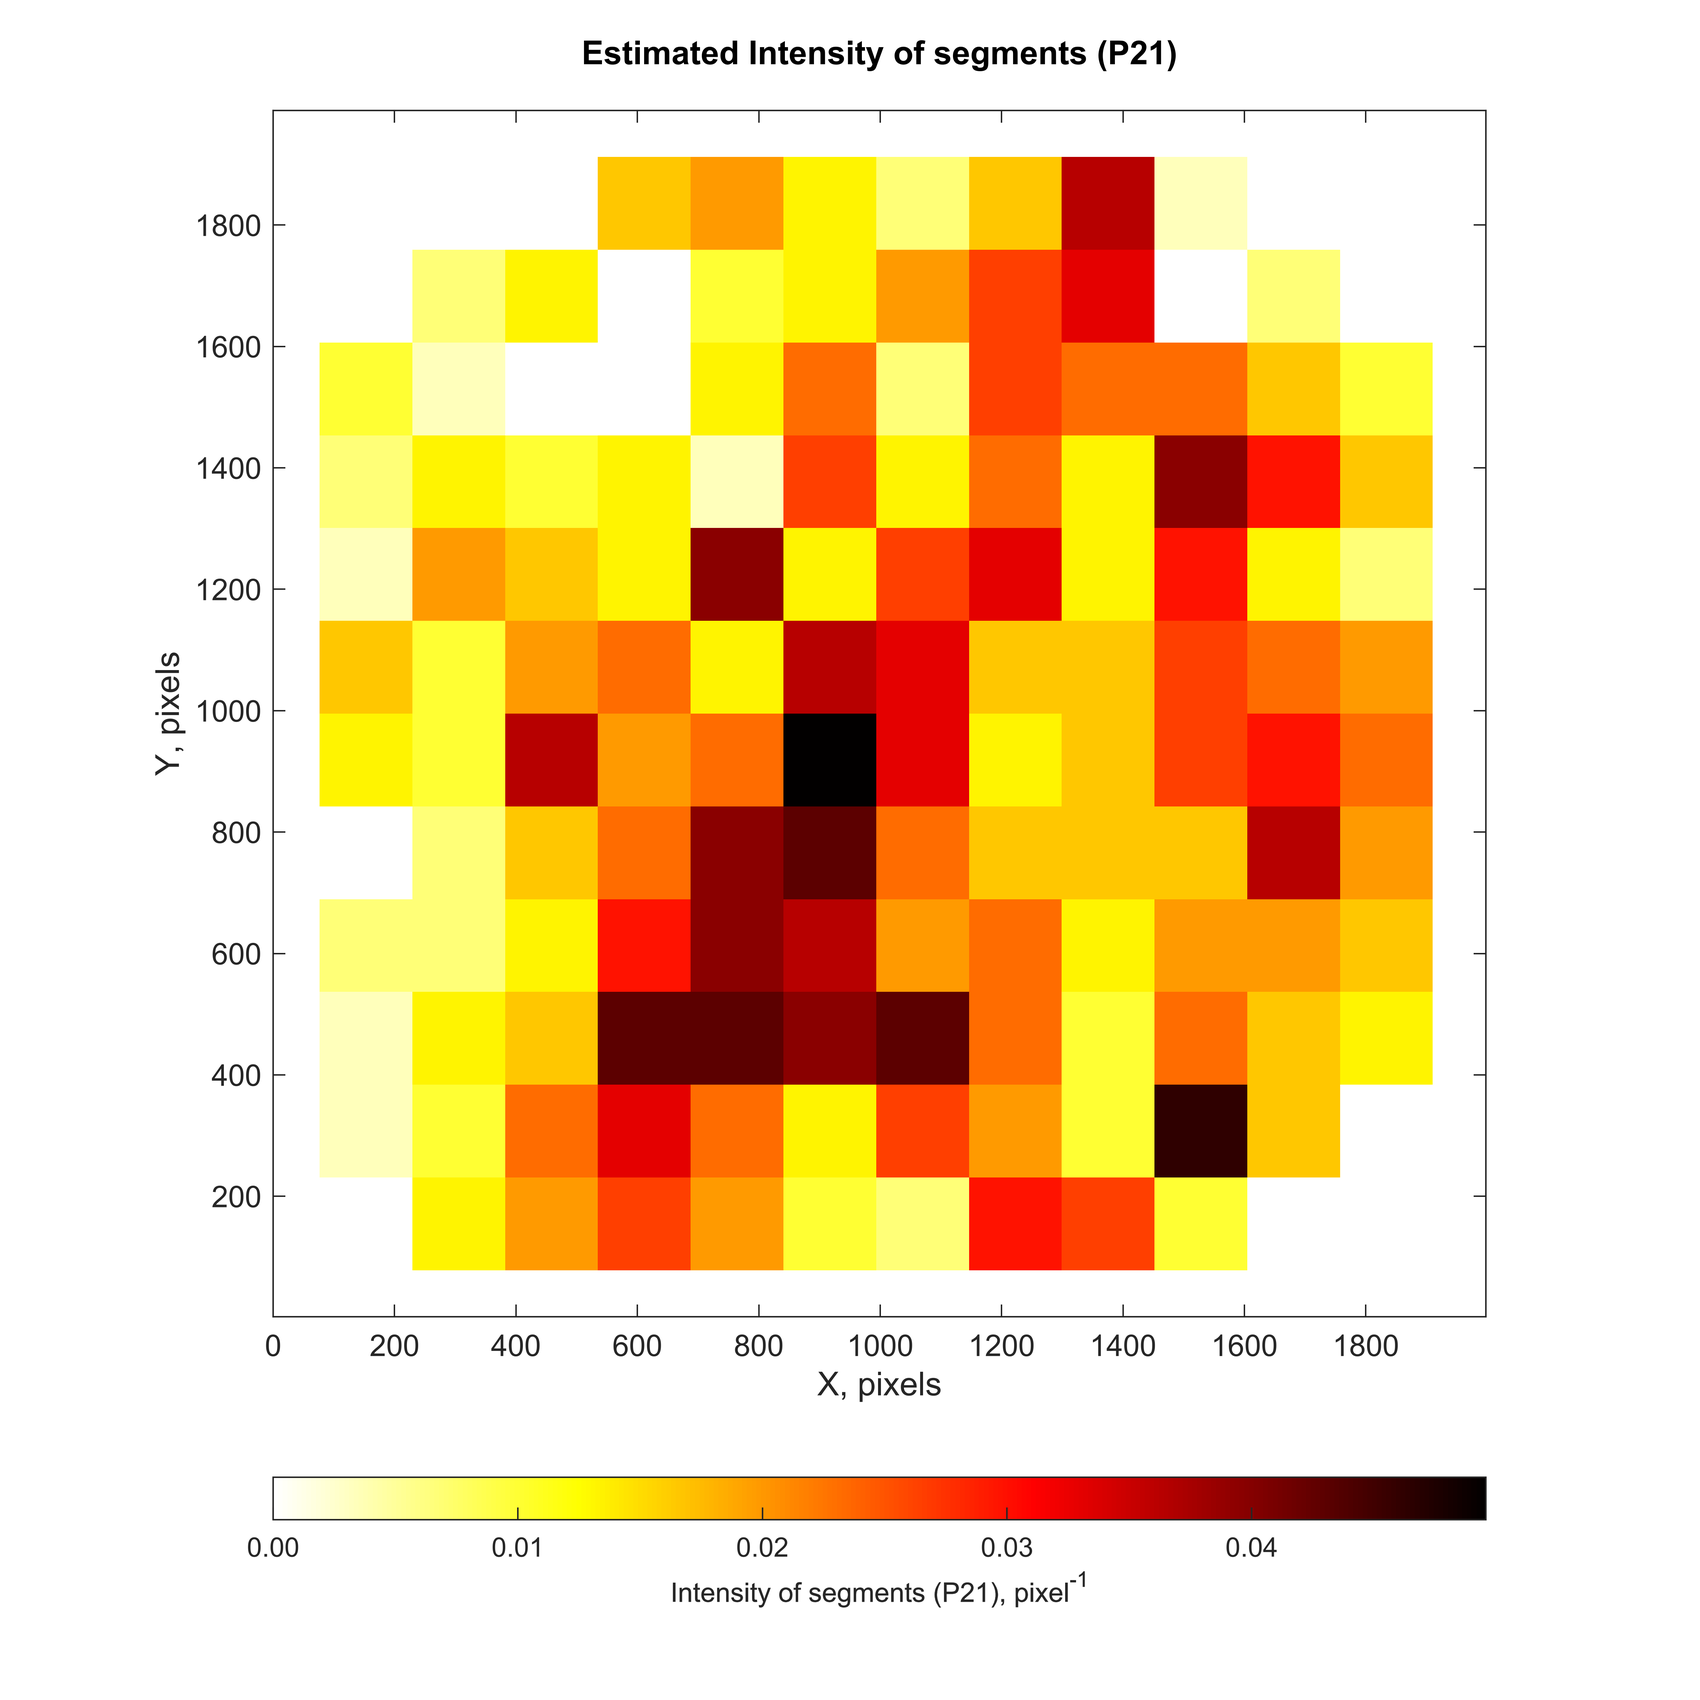 Estimated Intensity of segments (P21)
1800
1600
1400
1200
1000
800
600
400
200
Y, pixels
0 200 400 600 800 1000 1200 1400 1600 1800
X, pixels
0.00 0.01 0.02 0.03 0.04
Intensity of segments (P21), pixel-1